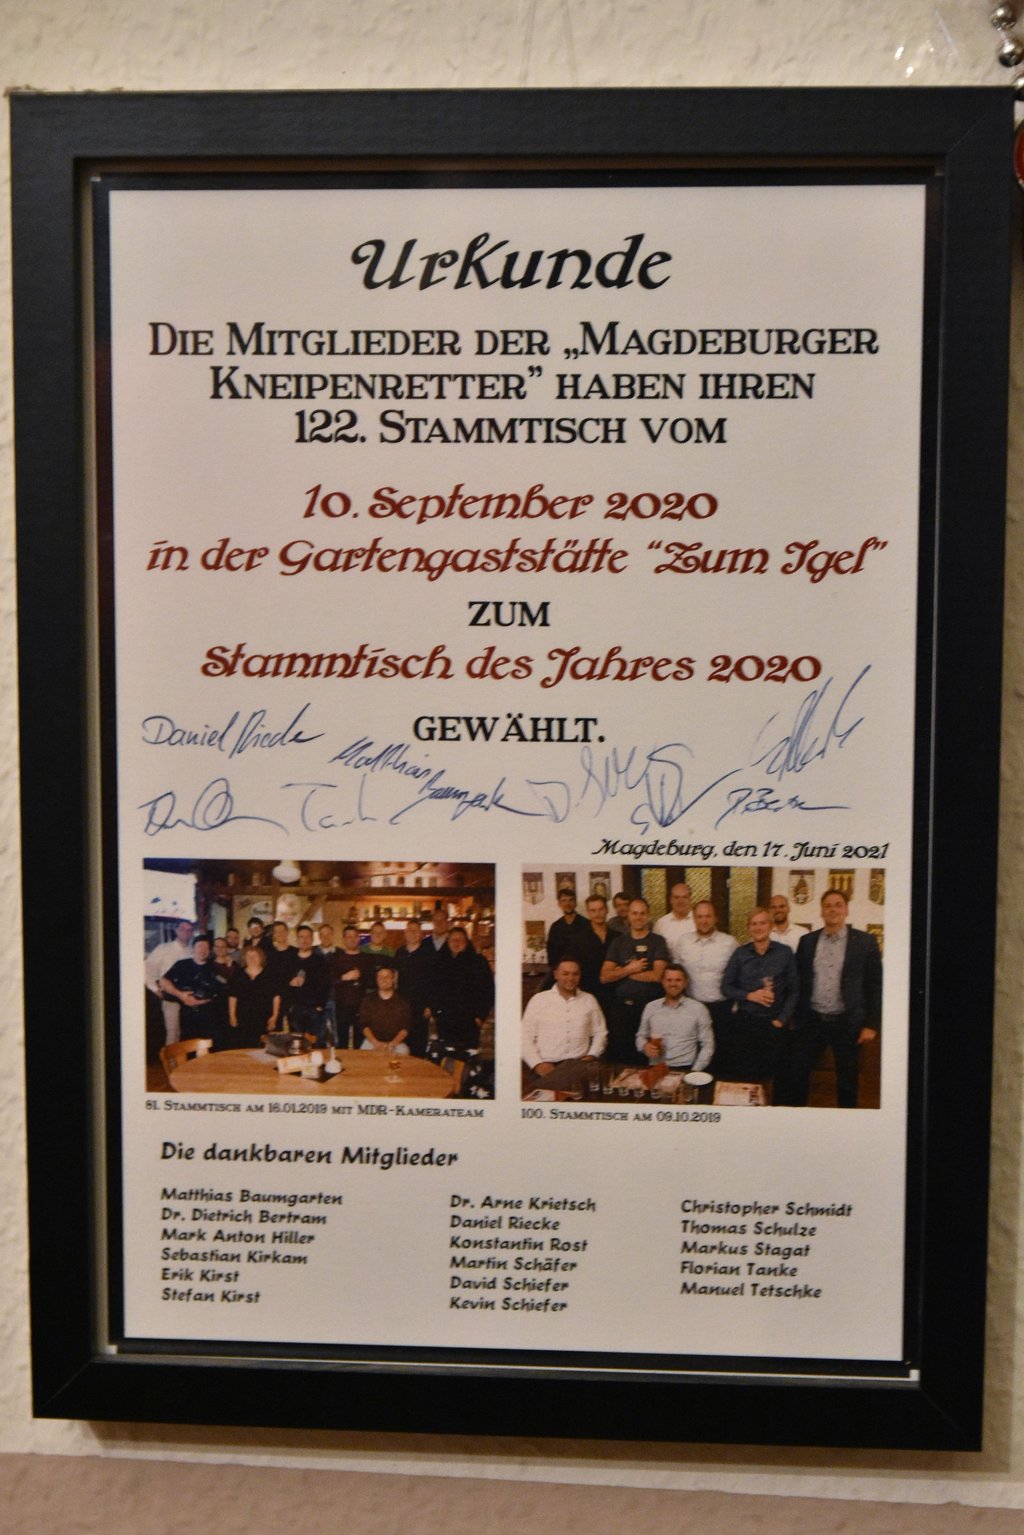 Urkunde
Die Mitglieder der „Magdeburger
Kneipenretter” haben ihren
122. Stammtisch vom
10. September 2020
in der Gartengaststätte “Zum Igel”
zum
Stammtisch des Jahres 2020
gewählt.
Daniel Riecke
Matthias
Baumgarten
Magdeburg, den 17. Juni 2021
81. Stammtisch am 16.01.2019 mit MDR-Kamerateam
100. Stammtisch am 09.10.2019
Die dankbaren Mitglieder
Matthias Baumgarten
Dr. Dietrich Bertram
Mark Anton Hiller
Sebastian Kirkam
Erik Kirst
Stefan Kirst
Dr. Arne Krietsch
Daniel Riecke
Konstantin Rost
Martin Schäfer
David Schiefer
Kevin Schiefer
Christopher Schmidt
Thomas Schulze
Markus Stagat
Florian Tanke
Manuel Tetschke